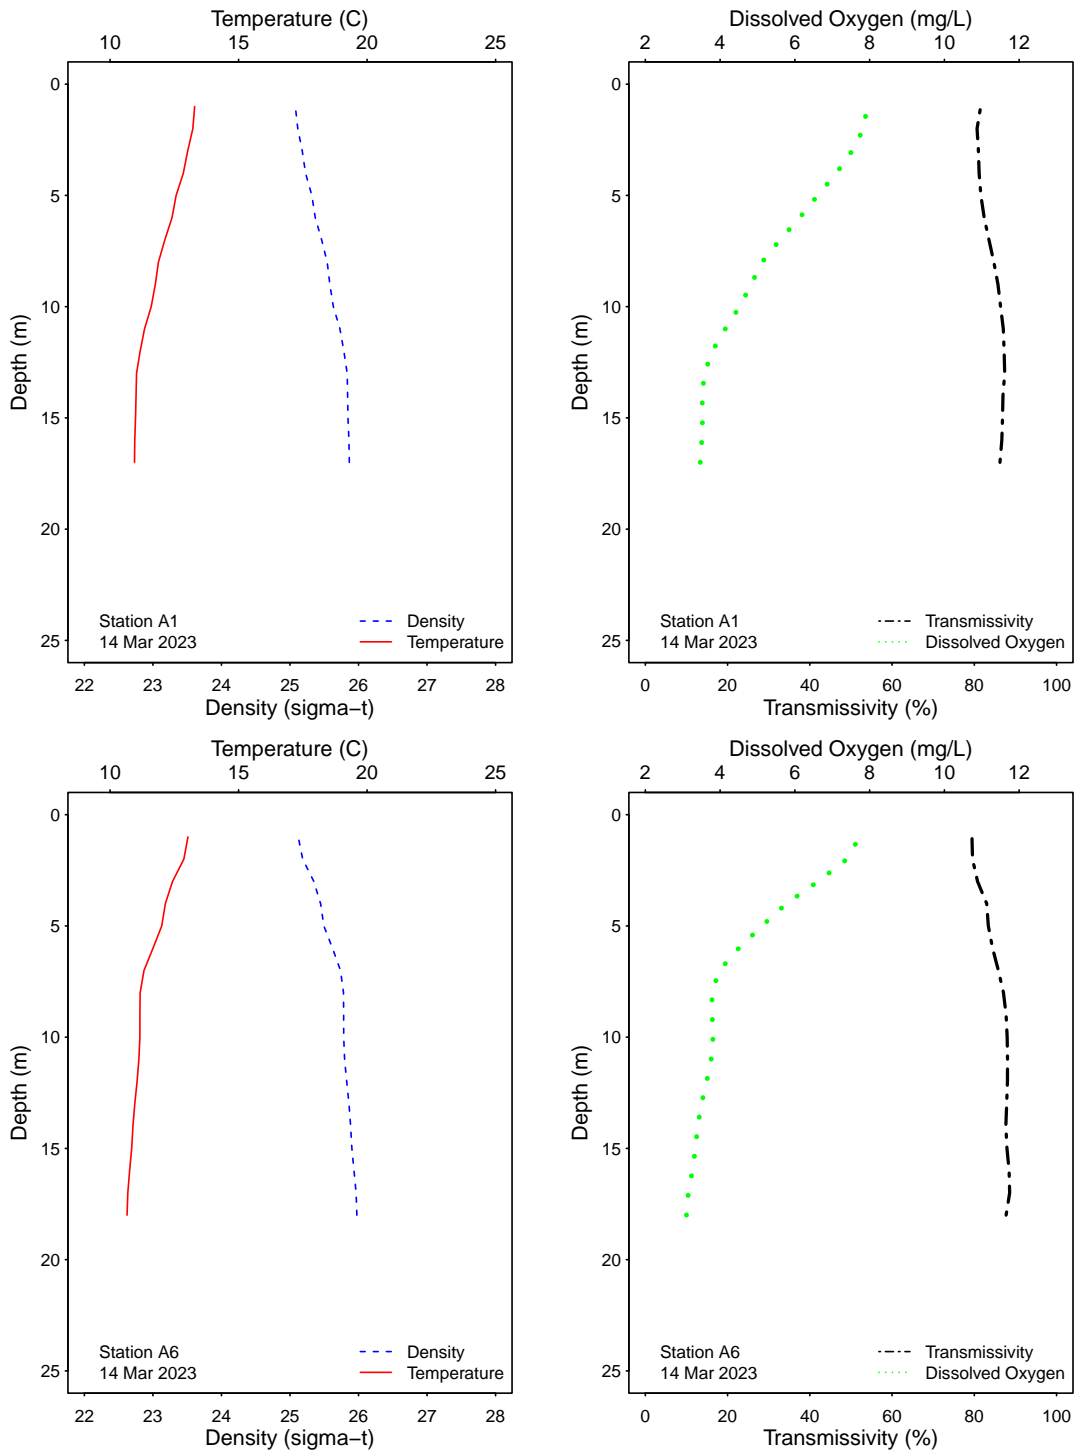 Temperature (C)
10 15 20 25
0
5
10
15
20
25
Depth (m)
Station A1
14 Mar 2023
Density
Temperature
22 23 24 25 26 27 28
Density (sigma−t)
Dissolved Oxygen (mg/L)
2 4 6 8 10 12
0
5
10
15
20
25
Depth (m)
Station A1
14 Mar 2023
Transmissivity
Dissolved Oxygen
0 20 40 60 80 100
Transmissivity (%)
Temperature (C)
10 15 20 25
0
5
10
15
20
25
Depth (m)
Station A6
14 Mar 2023
Density
Temperature
22 23 24 25 26 27 28
Density (sigma−t)
Dissolved Oxygen (mg/L)
2 4 6 8 10 12
0
5
10
15
20
25
Depth (m)
Station A6
14 Mar 2023
Transmissivity
Dissolved Oxygen
0 20 40 60 80 100
Transmissivity (%)